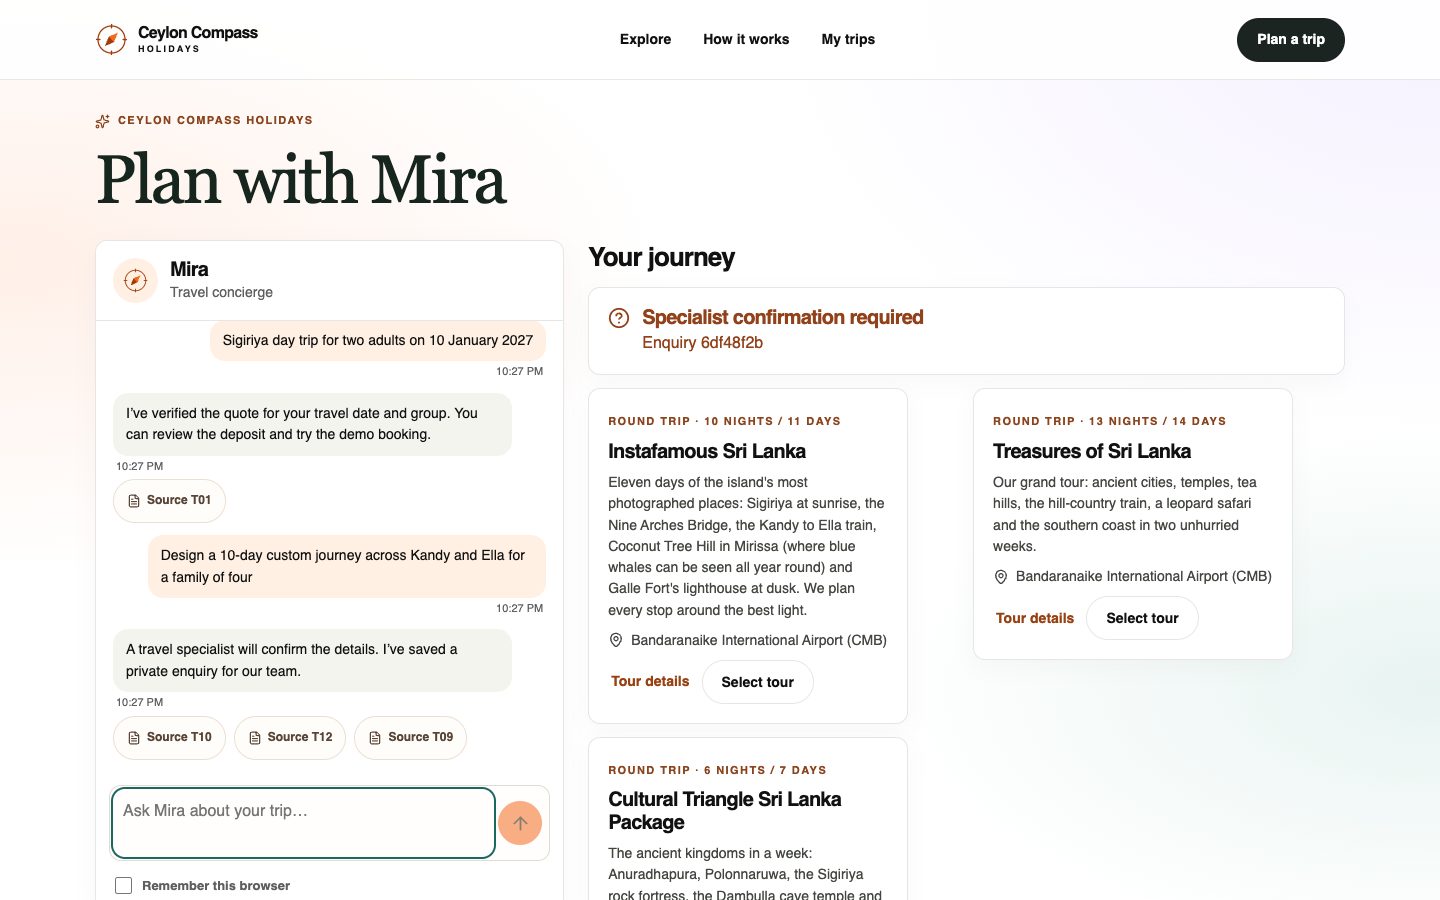 Ceylon Compass
HOLIDAYS
Explore
How it works
My trips
Plan a trip
CEYLON COMPASS HOLIDAYS
Plan with Mira
Mira
Travel concierge
Sigiriya day trip for two adults on 10 January 2027
10:27 PM
I've verified the quote for your travel date and group. You
can review the deposit and try the demo booking.
10:27 PM
Source T01
Design a 10-day custom journey across Kandy and Ella for
a family of four
10:27 PM
A travel specialist will confirm the details. I've saved a
private enquiry for our team.
10:27 PM
Source T10
Source T12
Source T09
Ask Mira about your trip…
Remember this browser
Your journey
Specialist confirmation required
Enquiry 6df48f2b
ROUND TRIP · 10 NIGHTS / 11 DAYS
Instafamous Sri Lanka
Eleven days of the island's most
photographed places: Sigiriya at sunrise, the
Nine Arches Bridge, the Kandy to Ella train,
Coconut Tree Hill in Mirissa (where blue
whales can be seen all year round) and
Galle Fort's lighthouse at dusk. We plan
every stop around the best light.
Bandaranaike International Airport (CMB)
Tour details
Select tour
ROUND TRIP · 13 NIGHTS / 14 DAYS
Treasures of Sri Lanka
Our grand tour: ancient cities, temples, tea
hills, the hill-country train, a leopard safari
and the southern coast in two unhurried
weeks.
Bandaranaike International Airport (CMB)
Tour details
Select tour
ROUND TRIP · 6 NIGHTS / 7 DAYS
Cultural Triangle Sri Lanka
Package
The ancient kingdoms in a week:
Anuradhapura, Polonnaruwa, the Sigiriya
rock fortress, the Dambulla cave temple and